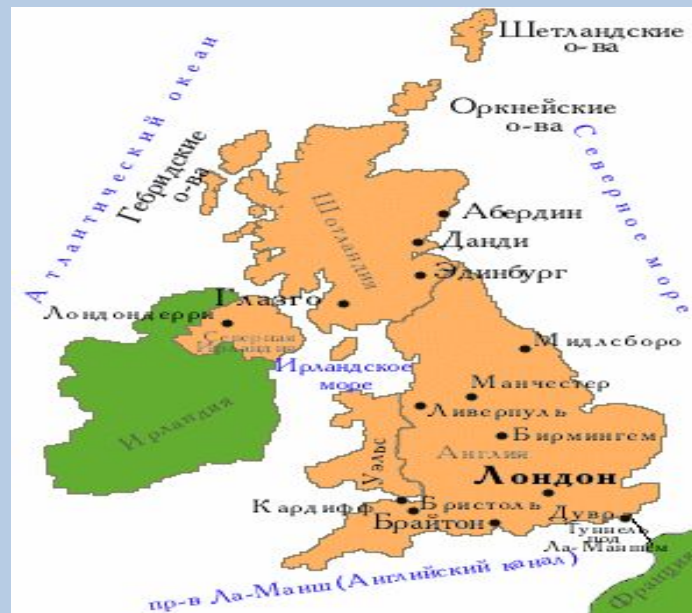 Шетландские
о-ва
Оркнейские
о-ва
Атлантический океан
Гебридские
о-ва
Северное море
Шотландия
Абердин
Данди
Эдинбург
Глазго
Лондондерри
Северная
Ирландия
Ирландское
море
Мидлсборо
Манчестер
Ливерпуль
Ирландия
Бирмингем
Англия
Уэльс
Лондон
Кардифф
Бристоль
Дувр
Брайтон
Туннель
под
Ла-Маншем
пр-в Ла-Манш (Английский канал)
Франция